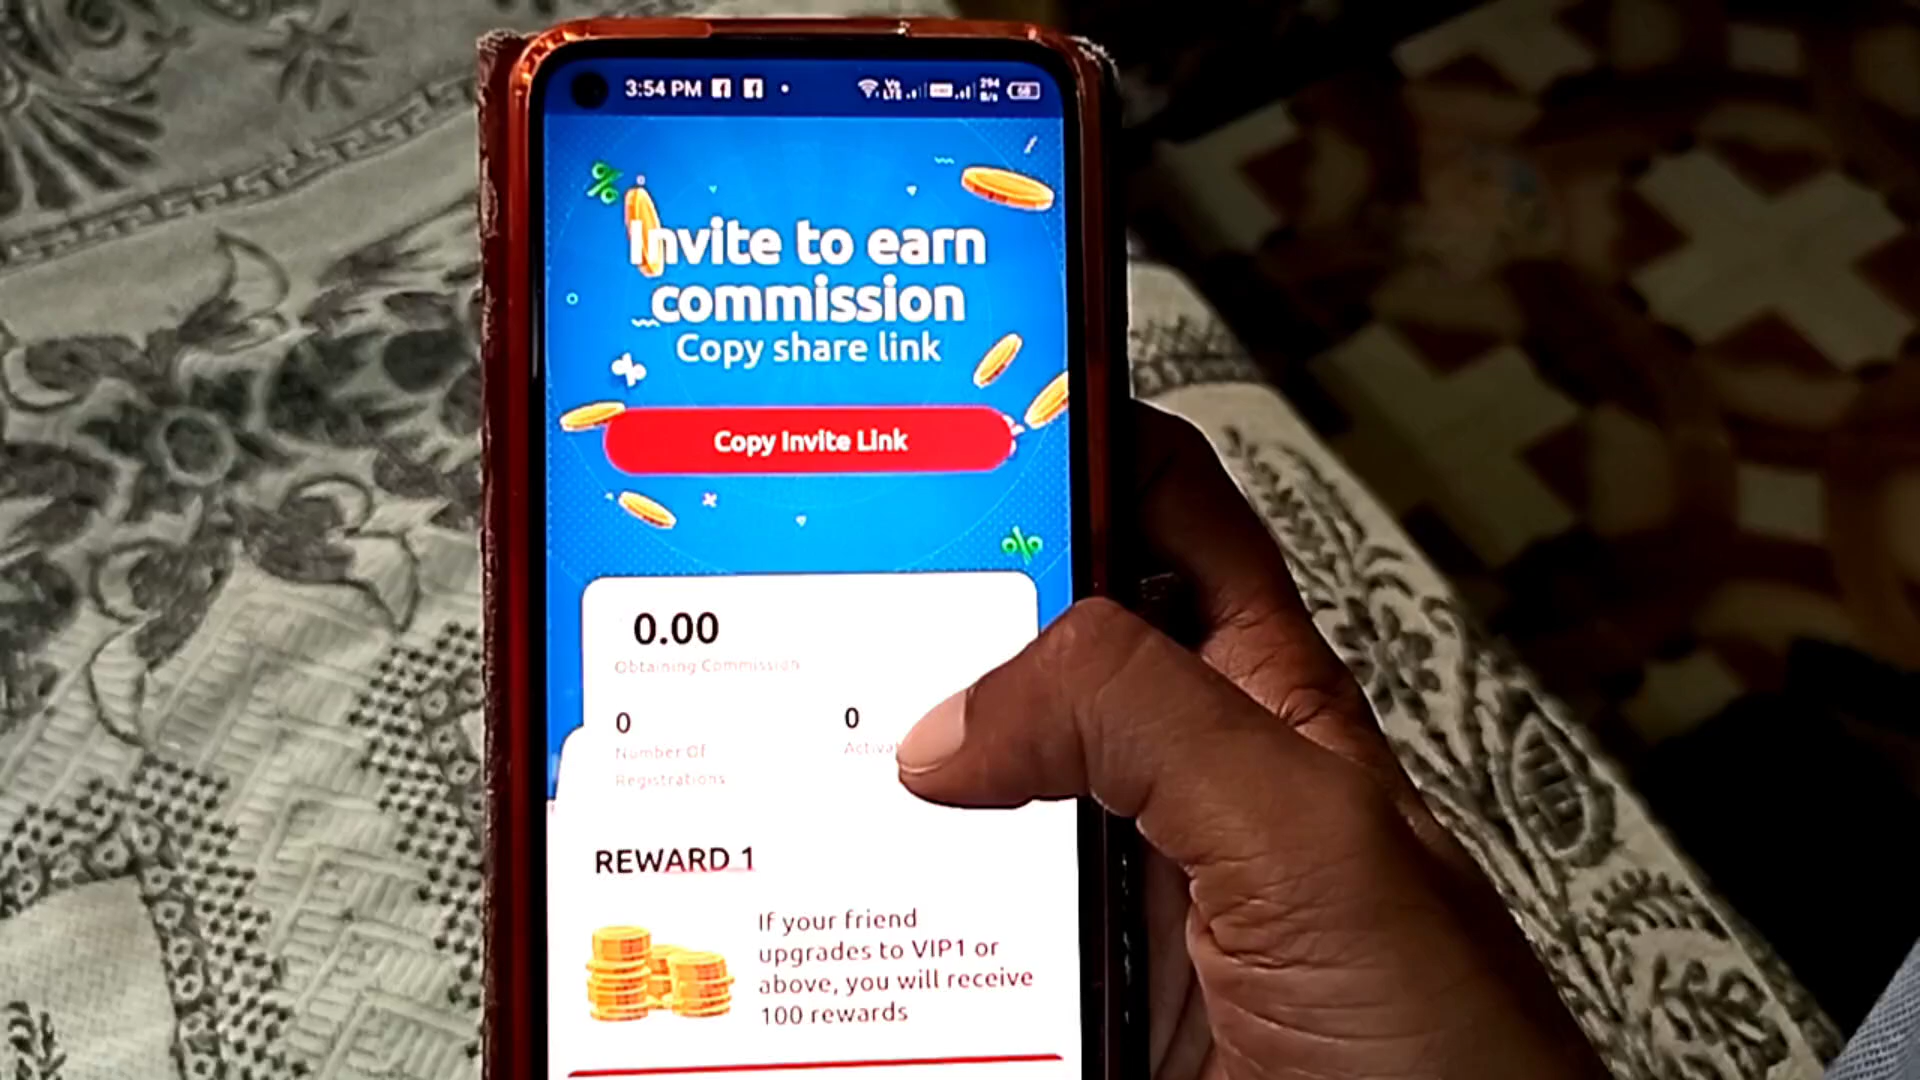 3:54 PM
Invite to earn
commission
Copy share link
Copy Invite Link
0.00
Obtaining Commission
0
0
Number Of
Registrations
REWARD 1
If your friend
upgrades to VIP1 or
above, you will receive
100 rewards